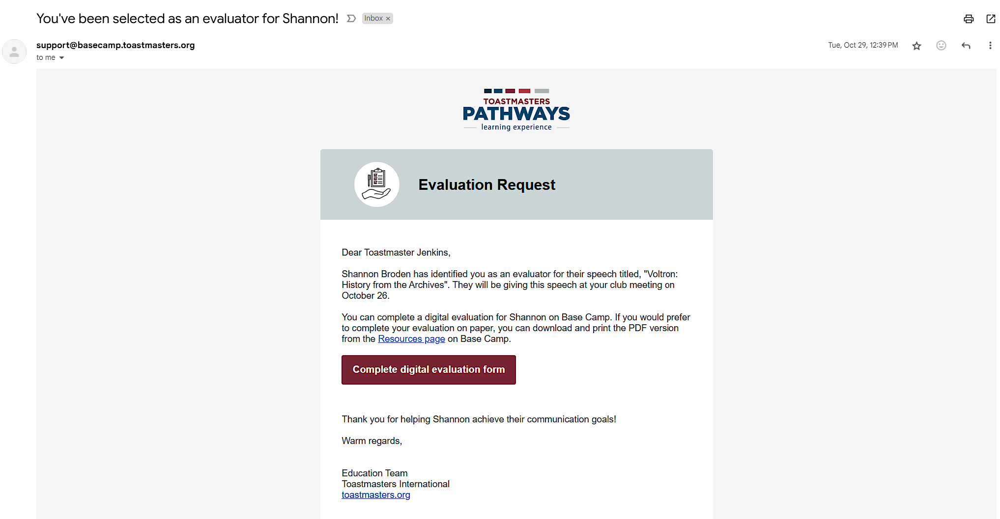 You've been selected as an evaluator for Shannon!
Inbox ×
support@basecamp.toastmasters.org
Tue, Oct 29, 12:39 PM
to me
TOASTMASTERS
PATHWAYS
learning experience
Evaluation Request
Dear Toastmaster Jenkins,
Shannon Broden has identified you as an evaluator for their speech titled, "Voltron:
History from the Archives". They will be giving this speech at your club meeting on
October 26.
You can complete a digital evaluation for Shannon on Base Camp. If you would prefer
to complete your evaluation on paper, you can download and print the PDF version
from the Resources page on Base Camp.
Complete digital evaluation form
Thank you for helping Shannon achieve their communication goals!
Warm regards,
Education Team
Toastmasters International
toastmasters.org